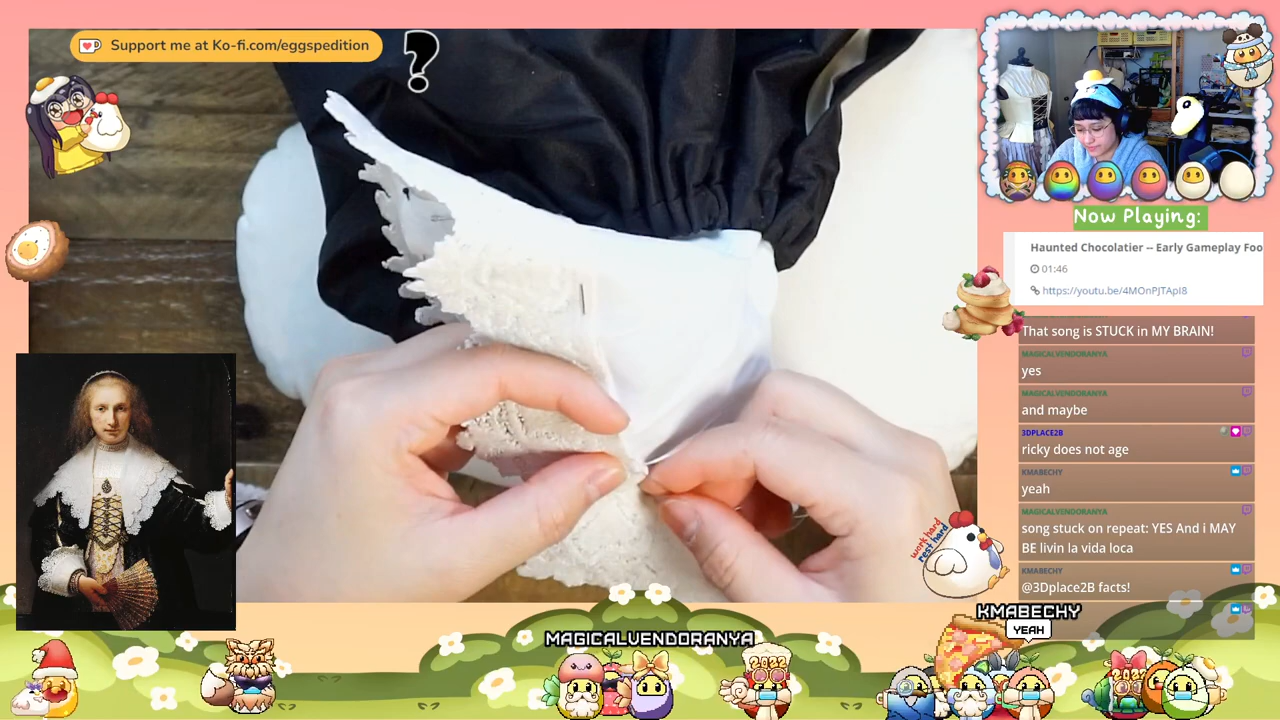 Support me at Ko-fi.com/eggspedition
?
Now Playing:
Haunted Chocolatier -- Early Gameplay Foo
01:46
https://youtu.be/4MOnPJTApI8
That song is STUCK in MY BRAIN!
MAGICALVENDORANYA
yes
MAGICALVENDORANYA
and maybe
3DPLACE2B
ricky does not age
KMABECHY
yeah
MAGICALVENDORANYA
song stuck on repeat: YES And i MAY
BE livin la vida loca
KMABECHY
@3Dplace2B facts!
work hard
rest hard
KMABECHY
YEAH
MAGICALVENDORANYA
2022
2022